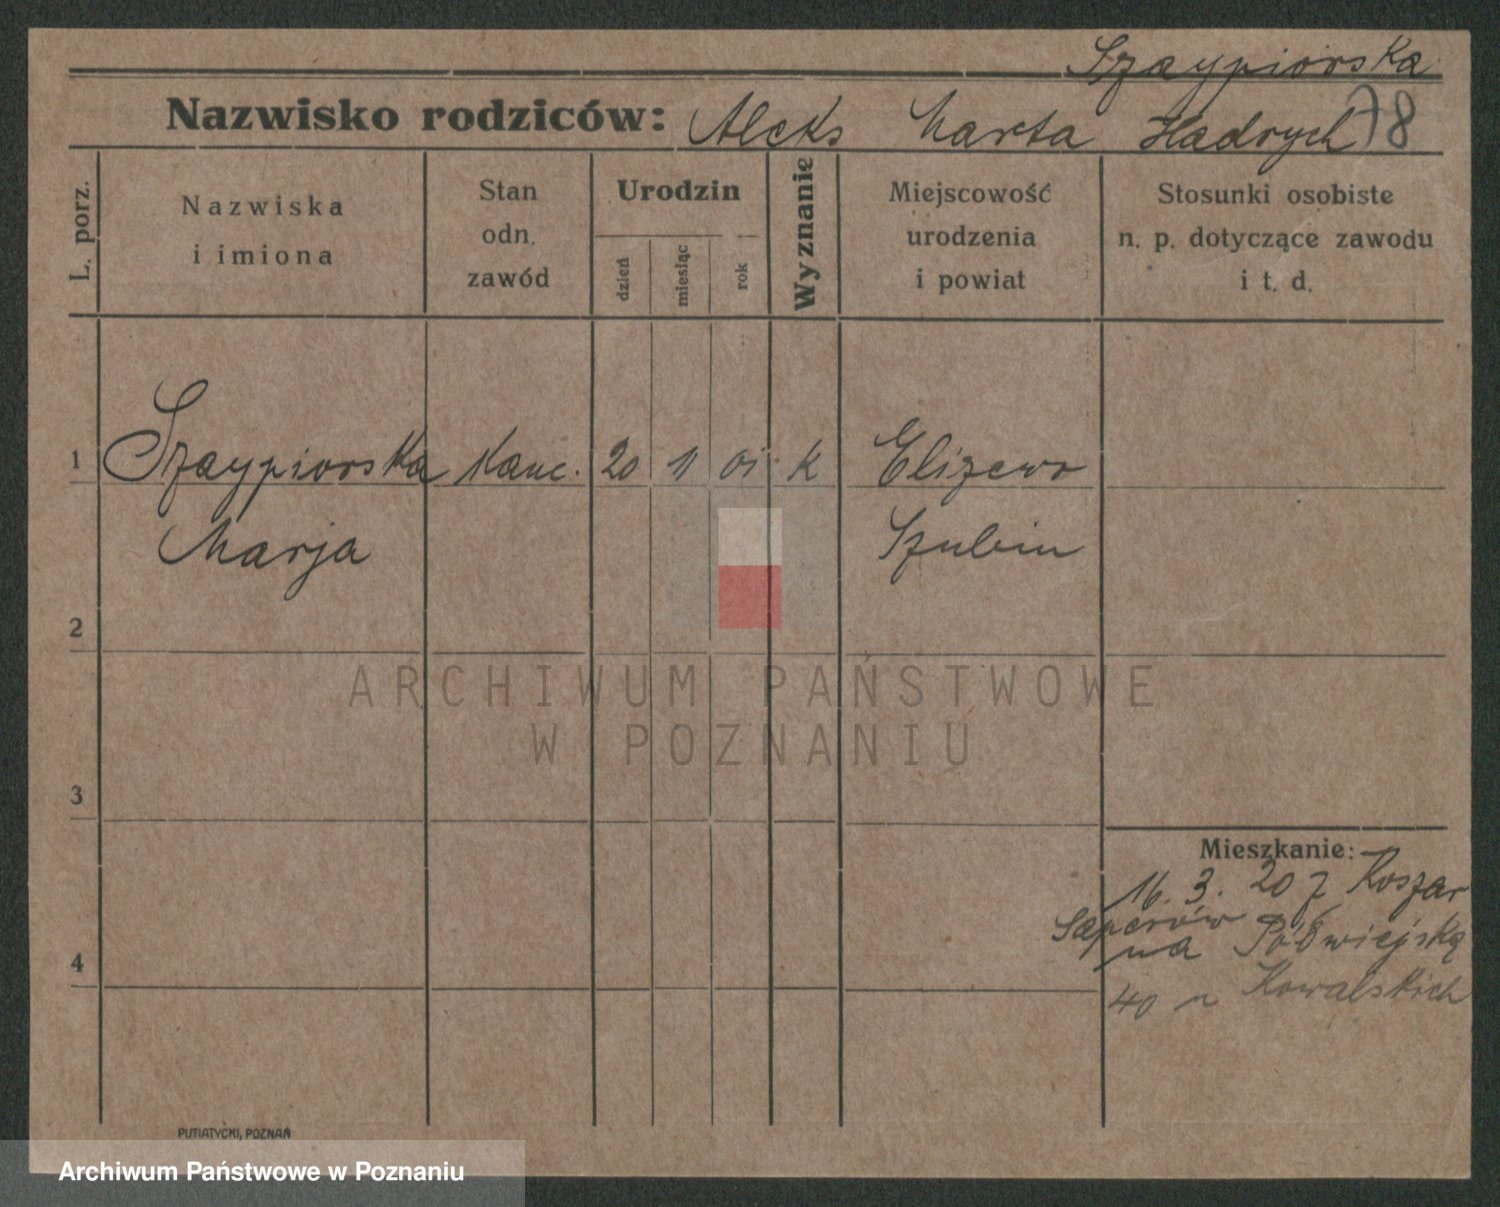 Szczypiorska
Nazwisko rodziców: Aleks Marta Hadrych 78
L. porz.
Nazwiska
i imiona
Stan
odn.
zawód
Urodzin
dzień
miesiąc
rok
Wyznanie
Miejscowość
urodzenia
i powiat
Stosunki osobiste
n. p. dotyczące zawodu
i t. d.
1 Szczypiorska kanc. 20 11 01 k Elizewo
Marja Szubin
2
3
4
Mieszkanie:
16. 3. 20 z Koszar
Saperów
na Półwiejską
40 u Kowalskich
PUTIATYCKI, POZNAŃ
ARCHIWUM PAŃSTWOWE
W POZNANIU
Archiwum Państwowe w Poznaniu